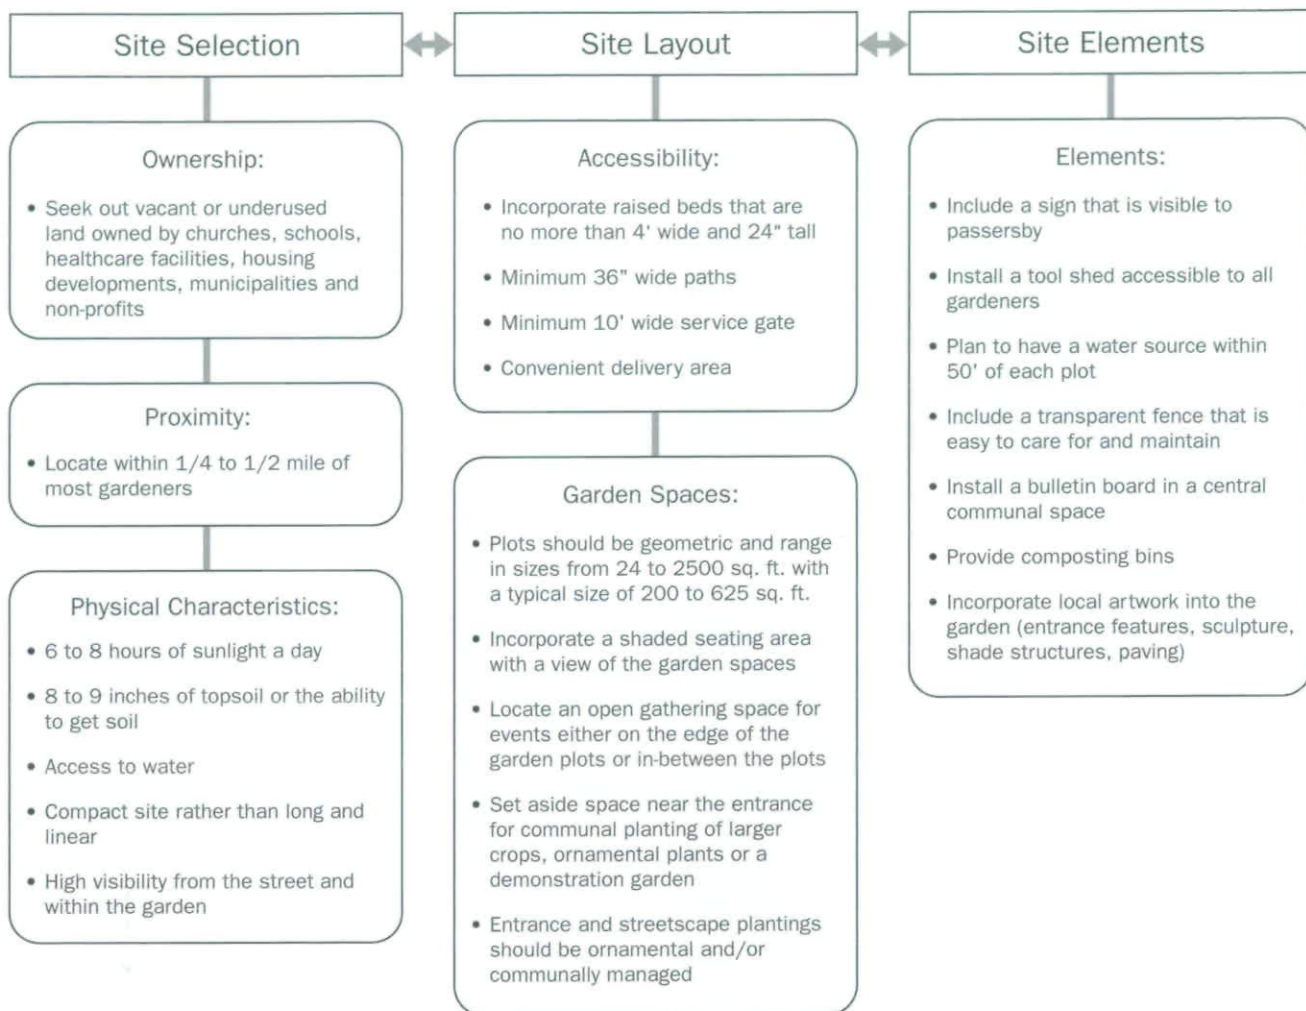 Site Selection
Ownership:
• Seek out vacant or underused
land owned by churches, schools,
healthcare facilities, housing
developments, municipalities and
non-profits
Proximity:
• Locate within 1/4 to 1/2 mile of
most gardeners
Physical Characteristics:
• 6 to 8 hours of sunlight a day
• 8 to 9 inches of topsoil or the ability
to get soil
• Access to water
• Compact site rather than long and
linear
• High visibility from the street and
within the garden
Site Layout
Accessibility:
• Incorporate raised beds that are
no more than 4' wide and 24" tall
• Minimum 36" wide paths
• Minimum 10' wide service gate
• Convenient delivery area
Garden Spaces:
• Plots should be geometric and range
in sizes from 24 to 2500 sq. ft. with
a typical size of 200 to 625 sq. ft.
• Incorporate a shaded seating area
with a view of the garden spaces
• Locate an open gathering space for
events either on the edge of the
garden plots or in-between the plots
• Set aside space near the entrance
for communal planting of larger
crops, ornamental plants or a
demonstration garden
• Entrance and streetscape plantings
should be ornamental and/or
communally managed
Site Elements
Elements:
• Include a sign that is visible to
passersby
• Install a tool shed accessible to all
gardeners
• Plan to have a water source within
50' of each plot
• Include a transparent fence that is
easy to care for and maintain
• Install a bulletin board in a central
communal space
• Provide composting bins
• Incorporate local artwork into the
garden (entrance features, sculpture,
shade structures, paving)